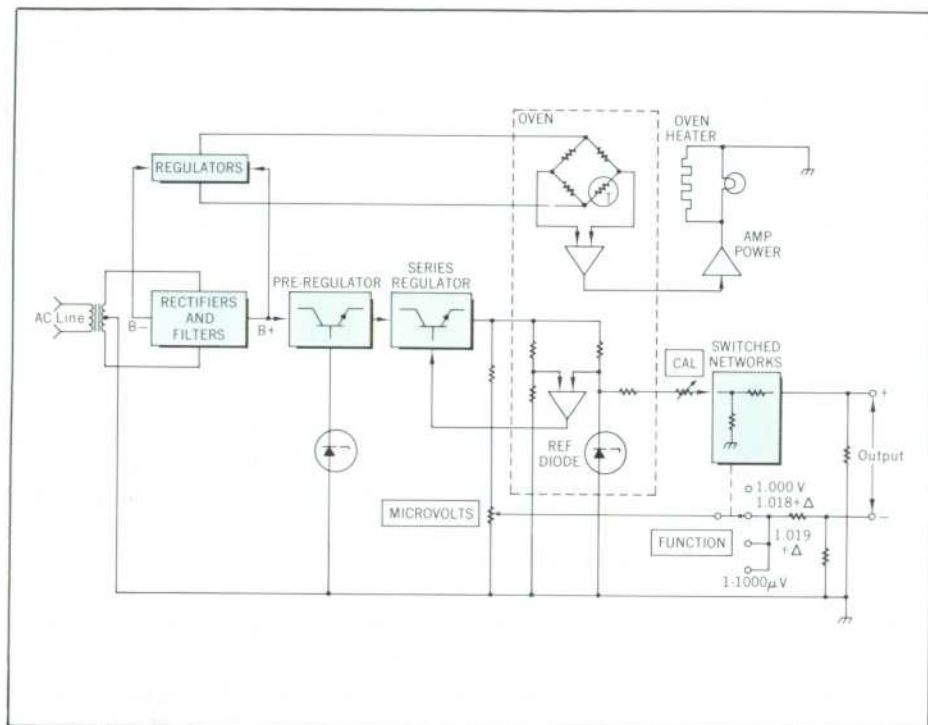 OVEN
OVEN
HEATER
REGULATORS
T
AMP
POWER
SERIES
REGULATOR
PRE-REGULATOR
RECTIFIERS
AND
FILTERS
AC Line
B—
B+
SWITCHED
NETWORKS
CAL
+
REF
DIODE
Output
1.000 V
1.018+Δ
MICROVOLTS
—
1.019
+Δ
FUNCTION
1-1000μV